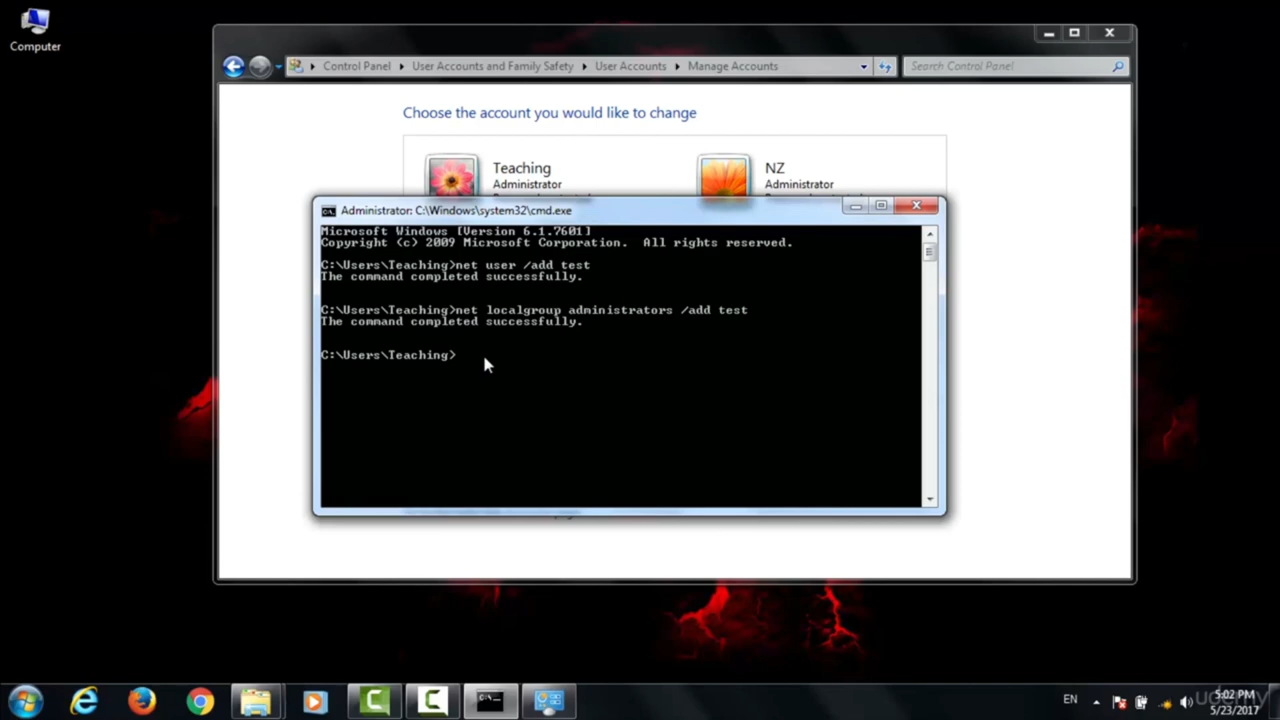 Computer
Control Panel
User Accounts and Family Safety
User Accounts
Manage Accounts
Search Control Panel
Choose the account you would like to change
Teaching
Administrator
NZ
Administrator
Administrator: C:\Windows\system32\cmd.exe
Microsoft Windows [Version 6.1.7601]
Copyright (c) 2009 Microsoft Corporation.  All rights reserved.
C:\Users\Teaching>net user /add test
The command completed successfully.
C:\Users\Teaching>net localgroup administrators /add test
The command completed successfully.
C:\Users\Teaching>
EN
5:02 PM
5/23/2017
udemy